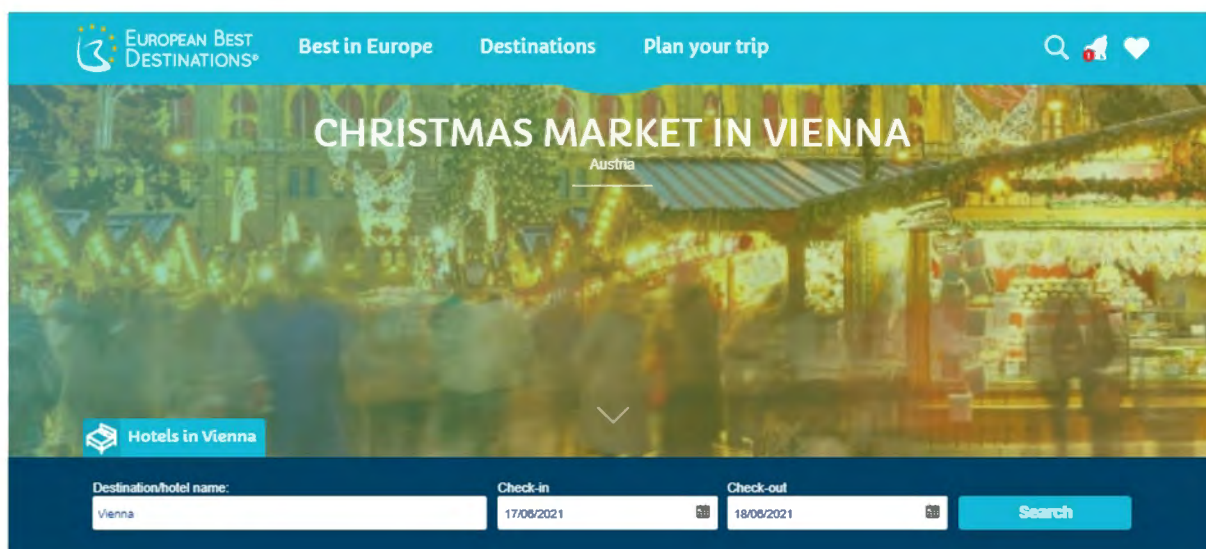 EUROPEAN BEST
DESTINATIONS®
Best in Europe
Destinations
Plan your trip
1
CHRISTMAS MARKET IN VIENNA
Austria
Hotels in Vienna
Destination/hotel name:
Check-in
Check-out
Vienna
17/06/2021
18/06/2021
Search